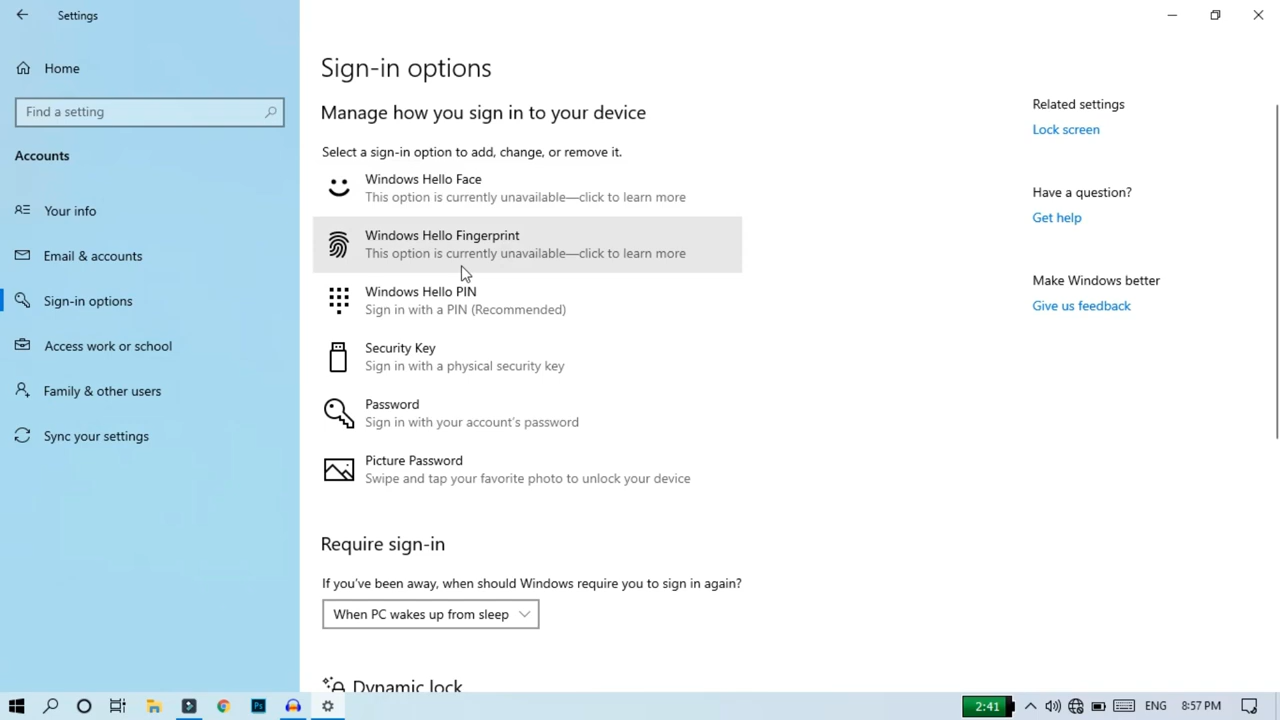 Settings
Home
Find a setting
Accounts
Your info
Email & accounts
Sign-in options
Access work or school
Family & other users
Sync your settings
Sign-in options
Manage how you sign in to your device
Select a sign-in option to add, change, or remove it.
Windows Hello Face
This option is currently unavailable—click to learn more
Windows Hello Fingerprint
This option is currently unavailable—click to learn more
Windows Hello PIN
Sign in with a PIN (Recommended)
Security Key
Sign in with a physical security key
Password
Sign in with your account's password
Picture Password
Swipe and tap your favorite photo to unlock your device
Require sign-in
If you've been away, when should Windows require you to sign in again?
When PC wakes up from sleep
Dynamic lock
Related settings
Lock screen
Have a question?
Get help
Make Windows better
Give us feedback
Ps
2:41
ENG
8:57 PM